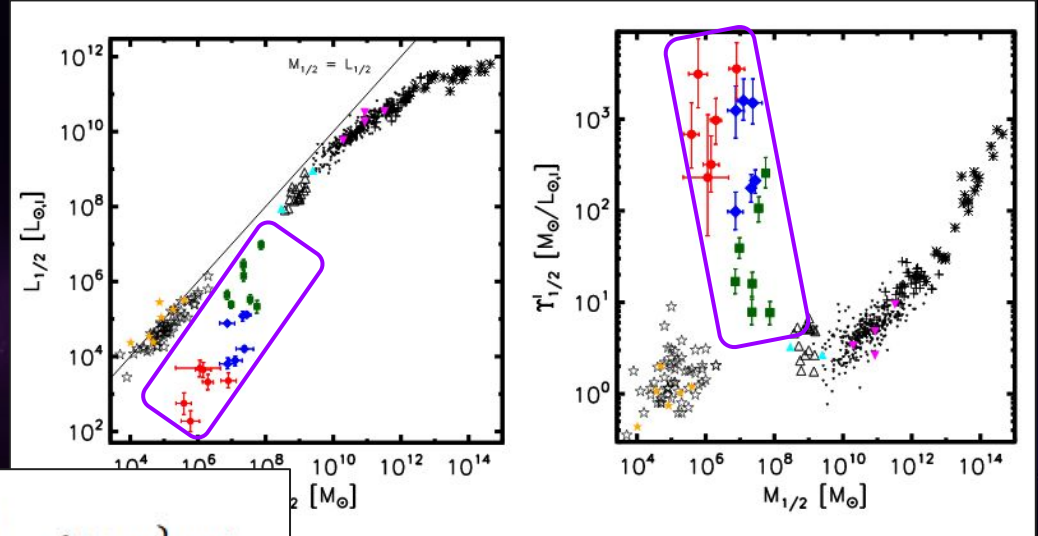 10¹²
10¹⁰
10⁸
10⁶
10⁴
10²
L₁/₂ [L⊙,I]
M₁/₂ = L₁/₂
10⁴ 10⁶ 10⁸ 10¹⁰ 10¹² 10¹⁴
[M⊙]
10³
10²
10¹
10⁰
Υᴵ₁/₂ [M⊙/L⊙,I]
10⁴ 10⁶ 10⁸ 10¹⁰ 10¹² 10¹⁴
M₁/₂ [M⊙]